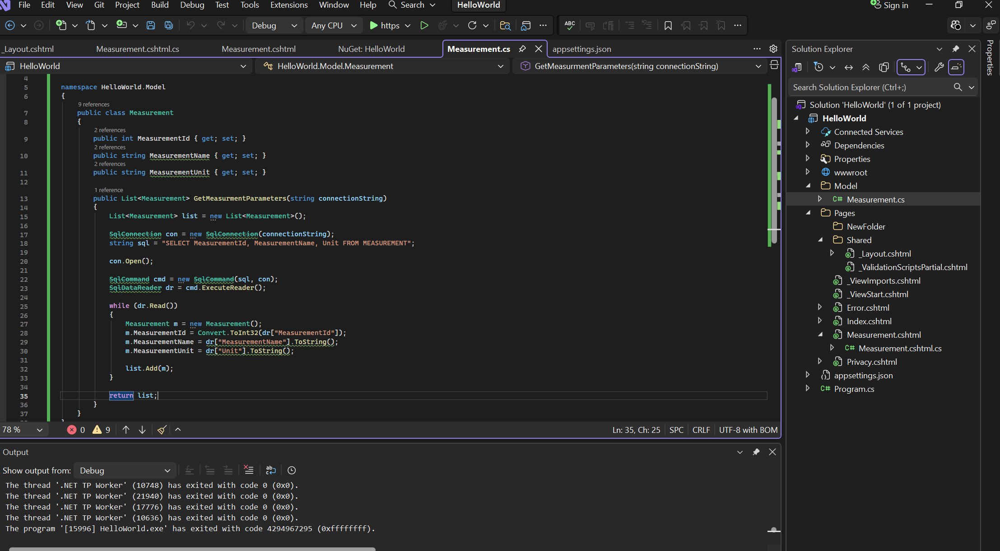 File Edit View Git Project Build Debug Test Tools Extensions Window Help Search HelloWorld Sign in
Debug Any CPU https ABC
_Layout.cshtml Measurement.cshtml.cs Measurement.cshtml NuGet: HelloWorld Measurement.cs appsettings.json
HelloWorld HelloWorld.Model.Measurement GetMeasurmentParameters(string connectionString)
4
5 namespace HelloWorld.Model
6 {
9 references
7 public class Measurement
8 {
2 references
9 public int MeasurementId { get; set; }
2 references
10 public string MeasurementName { get; set; }
2 references
11 public string MeasurementUnit { get; set; }
12
1 reference
13 public List<Measurement> GetMeasurmentParameters(string connectionString)
14 {
15 List<Measurement> list = new List<Measurement>();
16
17 SqlConnection con = new SqlConnection(connectionString);
18 string sql = "SELECT MeasurementId, MeasurementName, Unit FROM MEASUREMENT";
19
20 con.Open();
21
22 SqlCommand cmd = new SqlCommand(sql, con);
23 SqlDataReader dr = cmd.ExecuteReader();
24
25 while (dr.Read())
26 {
27 Measurement m = new Measurement();
28 m.MeasurementId = Convert.ToInt32(dr["MeasurementId"]);
29 m.MeasurementName = dr["MeasurementName"].ToString();
30 m.MeasurementUnit = dr["Unit"].ToString();
31
32 list.Add(m);
33 }
34
35 return list;
36 }
37 }
78 % 0 9 Ln: 35, Ch: 25 SPC CRLF UTF-8 with BOM
Output
Show output from: Debug
The thread '.NET TP Worker' (10748) has exited with code 0 (0x0).
The thread '.NET TP Worker' (21940) has exited with code 0 (0x0).
The thread '.NET TP Worker' (17776) has exited with code 0 (0x0).
The thread '.NET TP Worker' (10636) has exited with code 0 (0x0).
The program '[15996] HelloWorld.exe' has exited with code 4294967295 (0xffffffff).
Solution Explorer
Search Solution Explorer (Ctrl+;)
Solution 'HelloWorld' (1 of 1 project)
HelloWorld
Connected Services
Dependencies
Properties
wwwroot
Model
C# Measurement.cs
Pages
NewFolder
Shared
_Layout.cshtml
_ValidationScriptsPartial.cshtml
_ViewImports.cshtml
_ViewStart.cshtml
Error.cshtml
Index.cshtml
Measurement.cshtml
C# Measurement.cshtml.cs
Privacy.cshtml
appsettings.json
C# Program.cs
Properties